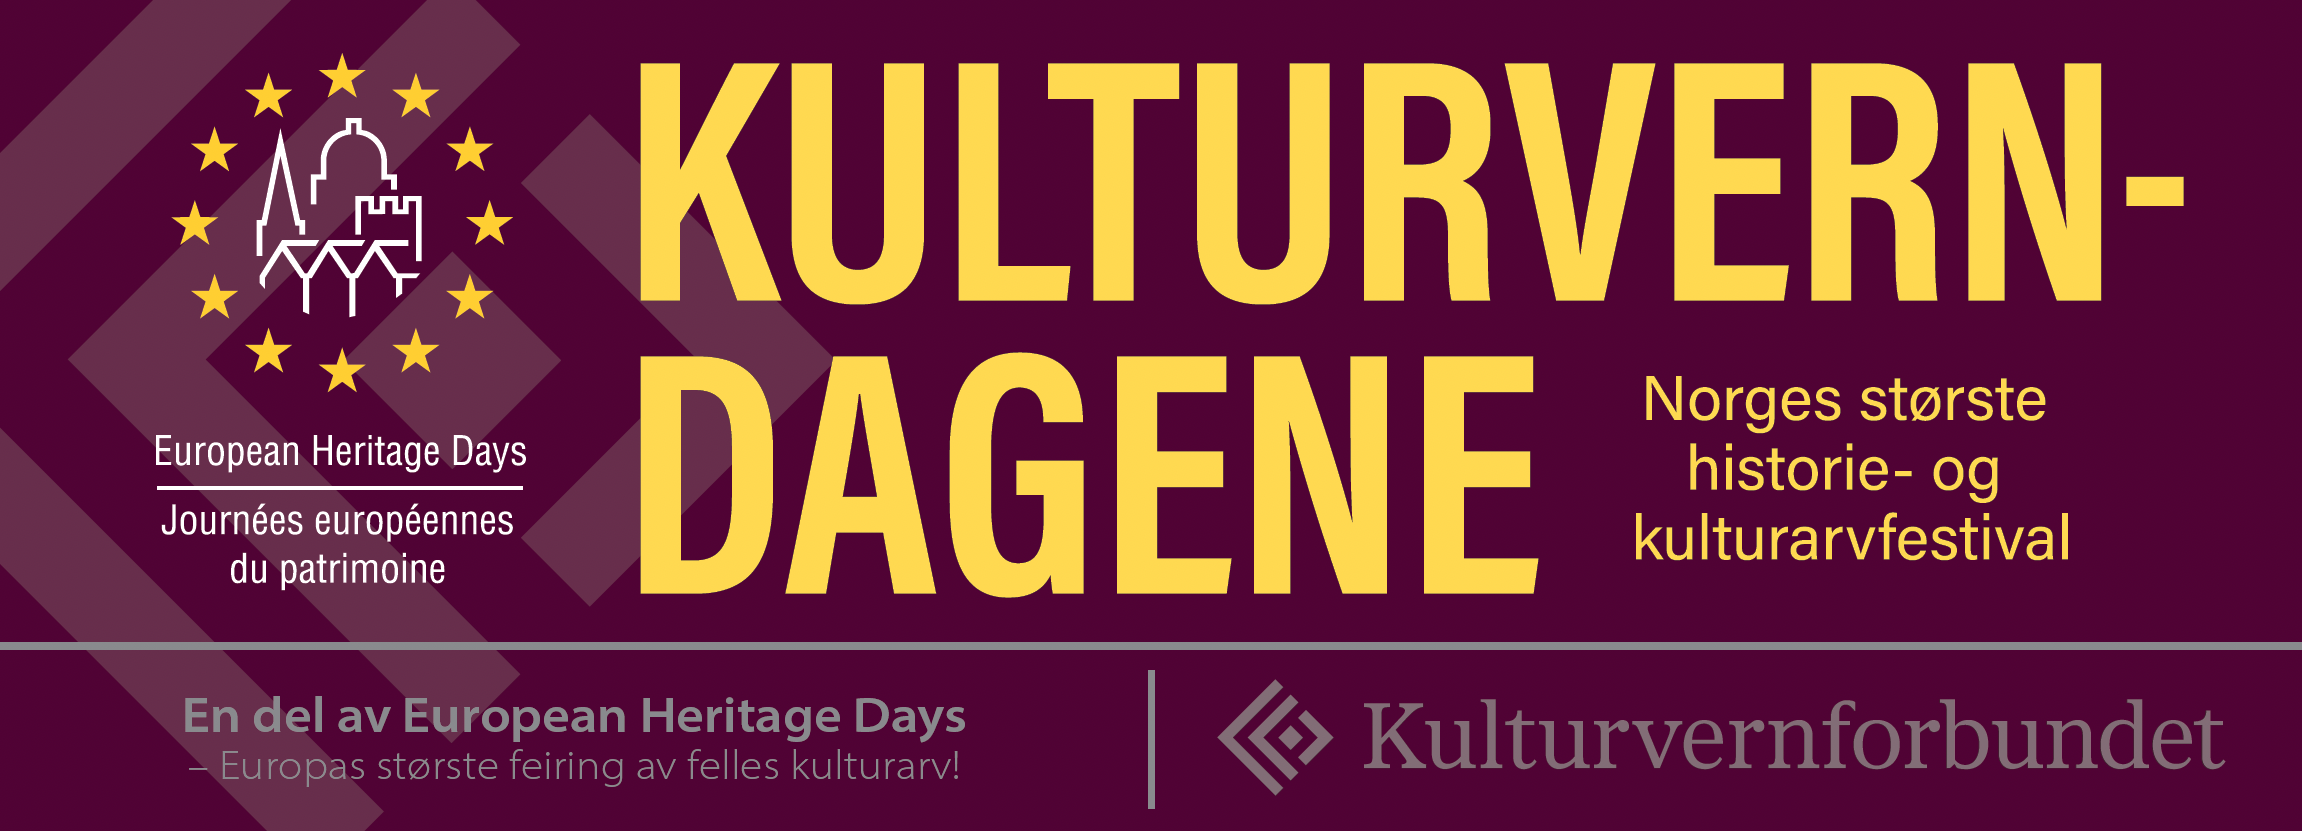 KULTURVERN-
DAGENE
Norges største
historie- og
kulturarvfestival
European Heritage Days
Journées européennes
du patrimoine
En del av European Heritage Days
– Europas største feiring av felles kulturarv!
Kulturvernforbundet